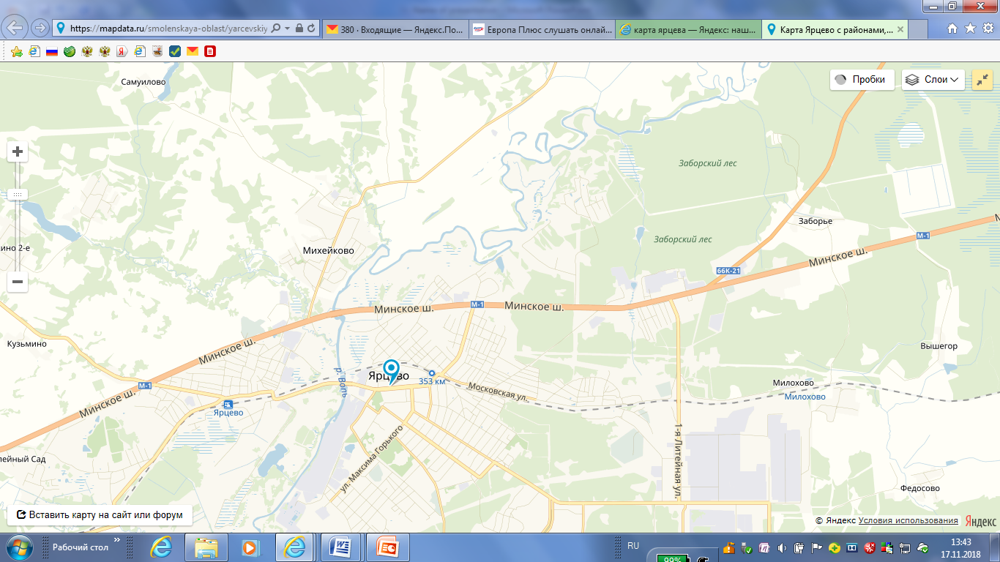 https://mapdata.ru/smolenskaya-oblast/yarcevskiy
380 · Входящие — Яндекс.По...
Европа Плюс слушать онлай...
карта ярцева — Яндекс: наш...
Карта Ярцево с районами,...
Самуилово
Пробки
Слои
Заборский лес
Заборье
М-1
Заборский лес
ино 2-е
Михейково
Минское ш.
66К-21
М-1
Минское ш.
Минское ш.
Кузьмино
Минское ш.
Вышегор
Ярцево
р. Вопь
353 км
Московская ул.
Милохово
Милохово
М-1
Минское ш.
Ярцево
1-я Литейная ул.
ул. Максима Горького
лейный Сад
Федосово
Вставить карту на сайт или форум
© Яндекс Условия использования Яндекс
Рабочий стол
RU
99%
13:43
17.11.2018